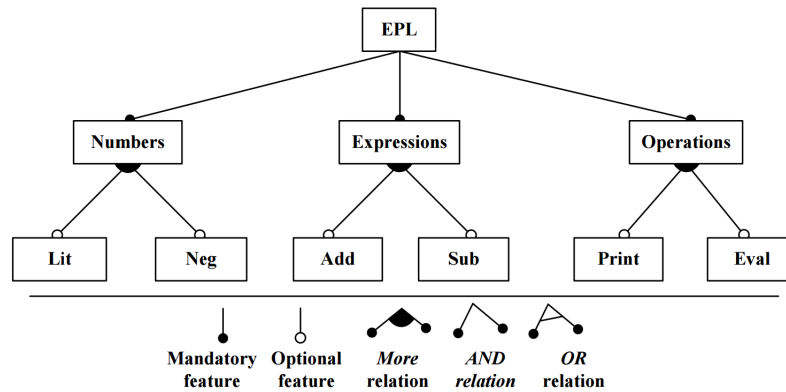 EPL
Numbers Expressions Operations
Lit Neg Add Sub Print Eval
Mandatory Optional More AND OR
feature feature relation relation relation